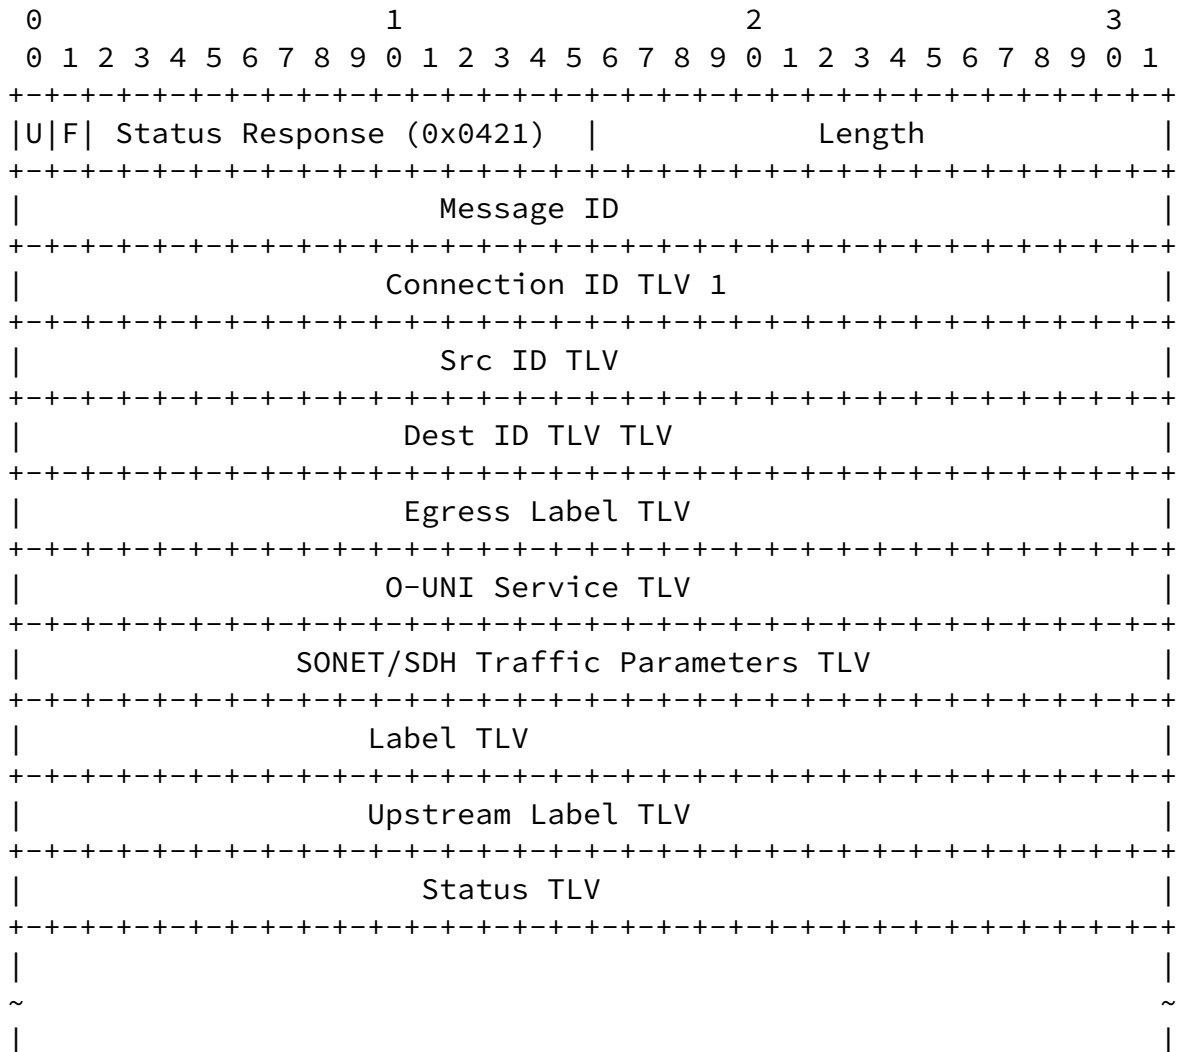 0                   1                   2                   3
 0 1 2 3 4 5 6 7 8 9 0 1 2 3 4 5 6 7 8 9 0 1 2 3 4 5 6 7 8 9 0 1
+-+-+-+-+-+-+-+-+-+-+-+-+-+-+-+-+-+-+-+-+-+-+-+-+-+-+-+-+-+-+-+-+
|U|F| Status Response (0x0421)  |            Length             |
+-+-+-+-+-+-+-+-+-+-+-+-+-+-+-+-+-+-+-+-+-+-+-+-+-+-+-+-+-+-+-+-+
|                       Message ID                              |
+-+-+-+-+-+-+-+-+-+-+-+-+-+-+-+-+-+-+-+-+-+-+-+-+-+-+-+-+-+-+-+-+
|                    Connection ID TLV 1                        |
+-+-+-+-+-+-+-+-+-+-+-+-+-+-+-+-+-+-+-+-+-+-+-+-+-+-+-+-+-+-+-+-+
|                       Src ID TLV                              |
+-+-+-+-+-+-+-+-+-+-+-+-+-+-+-+-+-+-+-+-+-+-+-+-+-+-+-+-+-+-+-+-+
|                     Dest ID TLV TLV                           |
+-+-+-+-+-+-+-+-+-+-+-+-+-+-+-+-+-+-+-+-+-+-+-+-+-+-+-+-+-+-+-+-+
|                     Egress Label TLV                          |
+-+-+-+-+-+-+-+-+-+-+-+-+-+-+-+-+-+-+-+-+-+-+-+-+-+-+-+-+-+-+-+-+
|                    O-UNI Service TLV                          |
+-+-+-+-+-+-+-+-+-+-+-+-+-+-+-+-+-+-+-+-+-+-+-+-+-+-+-+-+-+-+-+-+
|               SONET/SDH Traffic Parameters TLV                |
+-+-+-+-+-+-+-+-+-+-+-+-+-+-+-+-+-+-+-+-+-+-+-+-+-+-+-+-+-+-+-+-+
|                   Label TLV                                   |
+-+-+-+-+-+-+-+-+-+-+-+-+-+-+-+-+-+-+-+-+-+-+-+-+-+-+-+-+-+-+-+-+
|                   Upstream Label TLV                          |
+-+-+-+-+-+-+-+-+-+-+-+-+-+-+-+-+-+-+-+-+-+-+-+-+-+-+-+-+-+-+-+-+
|                      Status TLV                               |
+-+-+-+-+-+-+-+-+-+-+-+-+-+-+-+-+-+-+-+-+-+-+-+-+-+-+-+-+-+-+-+-+
|                                                               |
~                                                               ~
|                                                               |